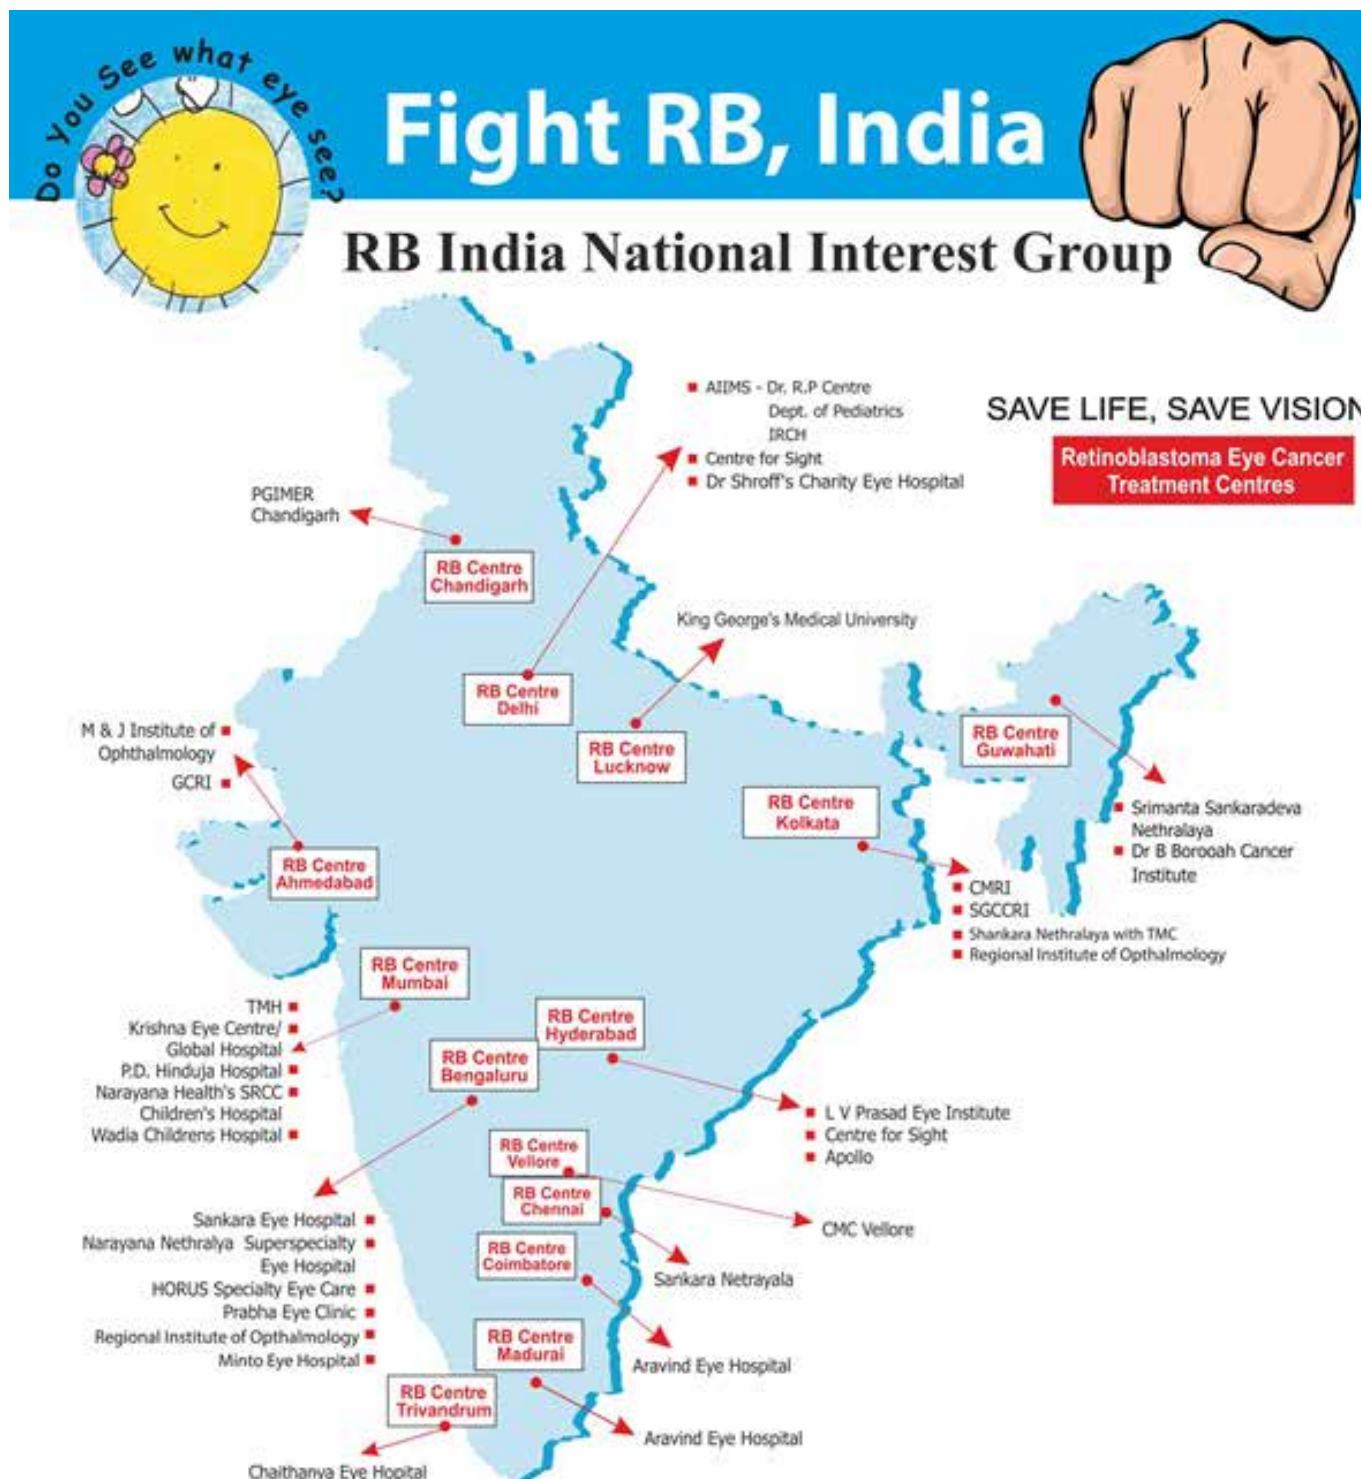 Do you See what eye see?
Fight RB, India
RB India National Interest Group
SAVE LIFE, SAVE VISION
Retinoblastoma Eye Cancer
Treatment Centres
AIIMS - Dr. R.P Centre
Dept. of Pediatrics
IRCH
Centre for Sight
Dr Shroff's Charity Eye Hospital
PGIMER
Chandigarh
RB Centre
Chandigarh
King George's Medical University
RB Centre
Delhi
RB Centre
Lucknow
RB Centre
Guwahati
M & J Institute of
Ophthalmology
GCRI
RB Centre
Ahmedabad
RB Centre
Kolkata
Srimanta Sankaradeva
Nethralaya
Dr B Borooah Cancer
Institute
CMRI
SGCCRI
Shankara Nethralaya with TMC
Regional Institute of Opthalmology
RB Centre
Mumbai
TMH
Krishna Eye Centre/
Global Hospital
P.D. Hinduja Hospital
Narayana Health's SRCC
Children's Hospital
Wadia Childrens Hospital
RB Centre
Hyderabad
RB Centre
Bengaluru
L V Prasad Eye Institute
Centre for Sight
Apollo
RB Centre
Vellore
CMC Vellore
RB Centre
Chennai
Sankara Netrayala
Sankara Eye Hospital
Narayana Nethralya Superspecialty
Eye Hospital
HORUS Specialty Eye Care
Prabha Eye Clinic
Regional Institute of Opthalmology
Minto Eye Hospital
RB Centre
Coimbatore
Aravind Eye Hospital
RB Centre
Madurai
Aravind Eye Hospital
RB Centre
Trivandrum
Chaithanya Eye Hopital